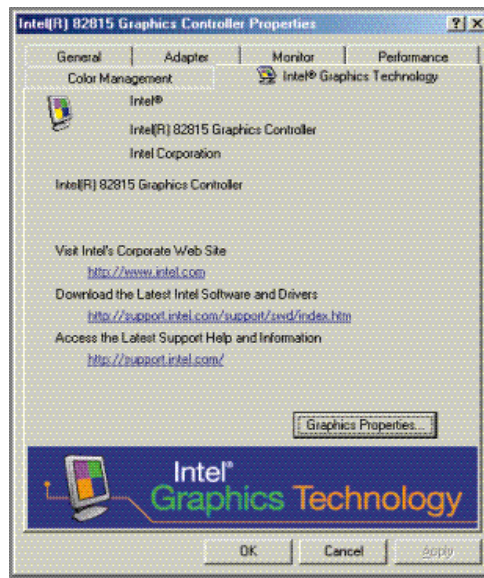 Intel(R) 82815 Graphics Controller Properties
General Adapter Monitor Performance
Color Management Intel® Graphics Technology
Intel®
Intel(R) 82815 Graphics Controller
Intel Corporation
Intel(R) 82815 Graphics Controller
Visit Intel's Corporate Web Site
http://www.intel.com
Download the Latest Intel Software and Drivers
http://support.intel.com/support/swd/index.htm
Access the Latest Support Help and Information
http://support.intel.com/
Graphics Properties...
Intel®
Graphics Technology
OK Cancel Apply